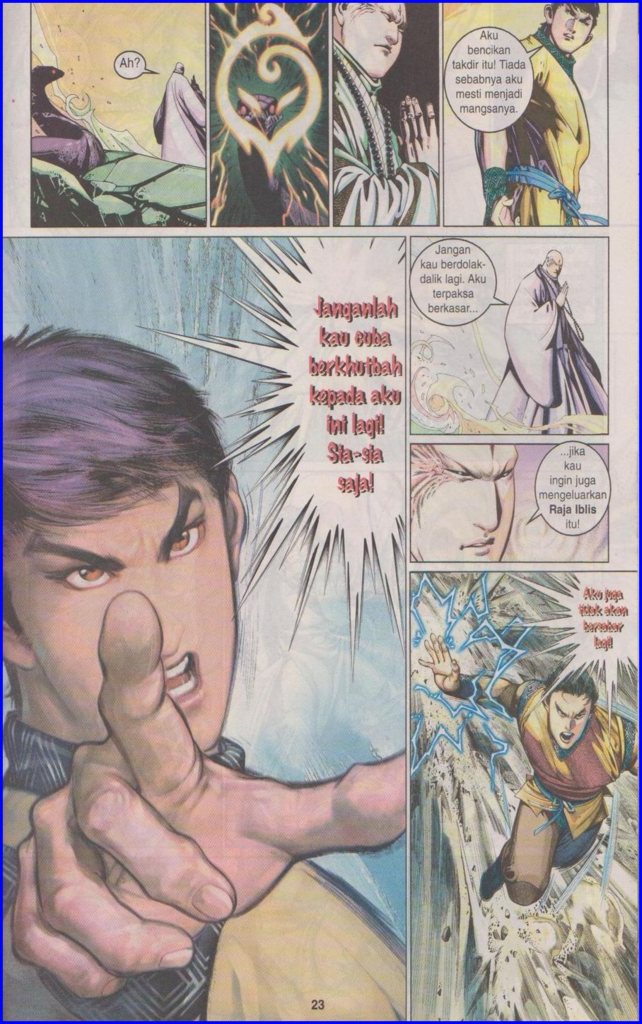 Ah?
Aku
bencikan
takdir itu! Tiada
sebabnya aku
mesti menjadi
mangsanya.
Janganlah
kau cuba
berkhutbah
kepada aku
ini lagi!
Sia-sia
saja!
Jangan
kau berdolak-
dalik lagi. Aku
terpaksa
berkasar...
...jika
kau
ingin juga
mengeluarkan
Raja Iblis
itu!
Aku juga
tidak akan
bersabar
lagi!
23